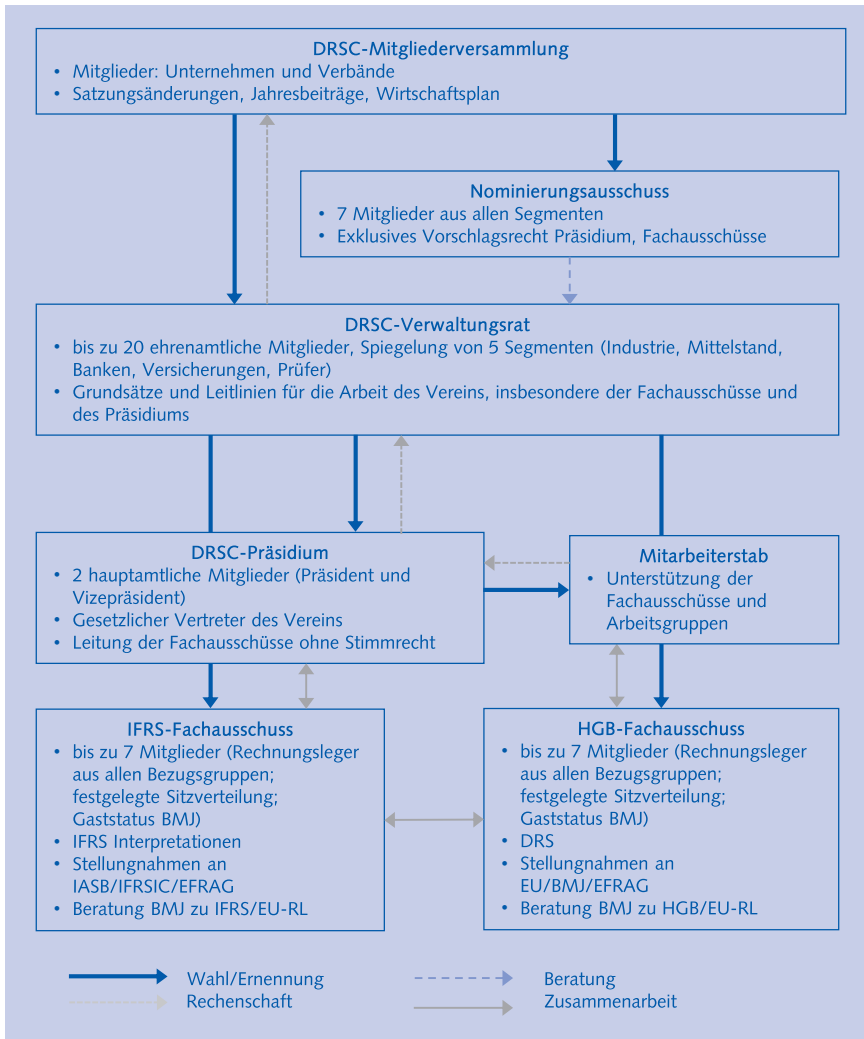 DRSC-Mitgliederversammlung
• Mitglieder: Unternehmen und Verbände
• Satzungsänderungen, Jahresbeiträge, Wirtschaftsplan
Nominierungsausschuss
• 7 Mitglieder aus allen Segmenten
• Exklusives Vorschlagsrecht Präsidium, Fachausschüsse
DRSC-Verwaltungsrat
• bis zu 20 ehrenamtliche Mitglieder, Spiegelung von 5 Segmenten (Industrie, Mittelstand,
Banken, Versicherungen, Prüfer)
• Grundsätze und Leitlinien für die Arbeit des Vereins, insbesondere der Fachausschüsse und
des Präsidiums
DRSC-Präsidium
• 2 hauptamtliche Mitglieder (Präsident und
Vizepräsident)
• Gesetzlicher Vertreter des Vereins
• Leitung der Fachausschüsse ohne Stimmrecht
Mitarbeiterstab
• Unterstützung der
Fachausschüsse und
Arbeitsgruppen
IFRS-Fachausschuss
• bis zu 7 Mitglieder (Rechnungsleger
aus allen Bezugsgruppen;
festgelegte Sitzverteilung;
Gaststatus BMJ)
• IFRS Interpretationen
• Stellungnahmen an
IASB/IFRSIC/EFRAG
• Beratung BMJ zu IFRS/EU-RL
HGB-Fachausschuss
• bis zu 7 Mitglieder (Rechnungsleger
aus allen Bezugsgruppen;
festgelegte Sitzverteilung;
Gaststatus BMJ)
• DRS
• Stellungnahmen an
EU/BMJ/EFRAG
• Beratung BMJ zu HGB/EU-RL
Wahl/Ernennung
Rechenschaft
Beratung
Zusammenarbeit